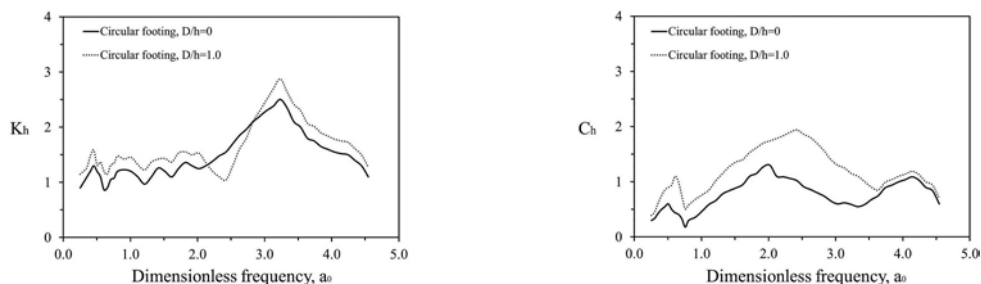 4
Circular footing, D/h=0
Circular footing, D/h=1.0
3
Kh
2
1
0
0.0 1.0 2.0 3.0 4.0 5.0
Dimensionless frequency, a₀
4
Circular footing, D/h=0
Circular footing, D/h=1.0
3
Ch
2
1
0
0.0 1.0 2.0 3.0 4.0 5.0
Dimensionless frequency, a₀